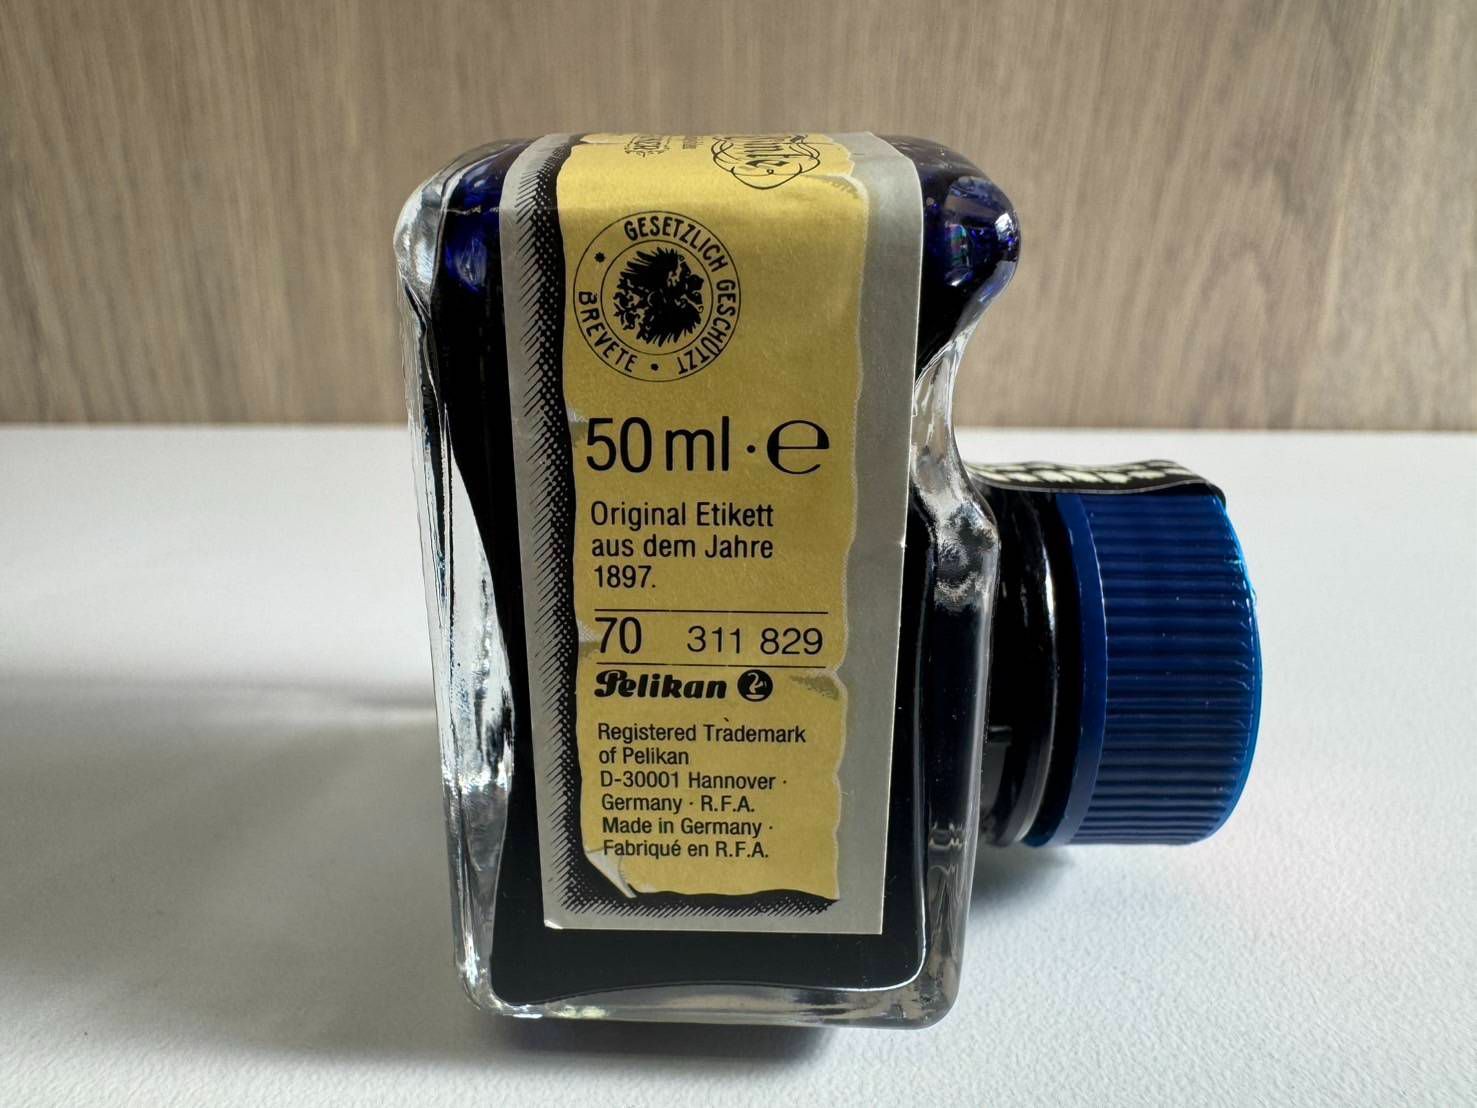 GESETZLICH GESCHÜTZT
• BREVETE *
50 ml · e
Original Etikett
aus dem Jahre
1897.
70 311 829
Pelikan
Registered Trademark
of Pelikan
D-30001 Hannover ·
Germany · R.F.A.
Made in Germany ·
Fabriqué en R.F.A.